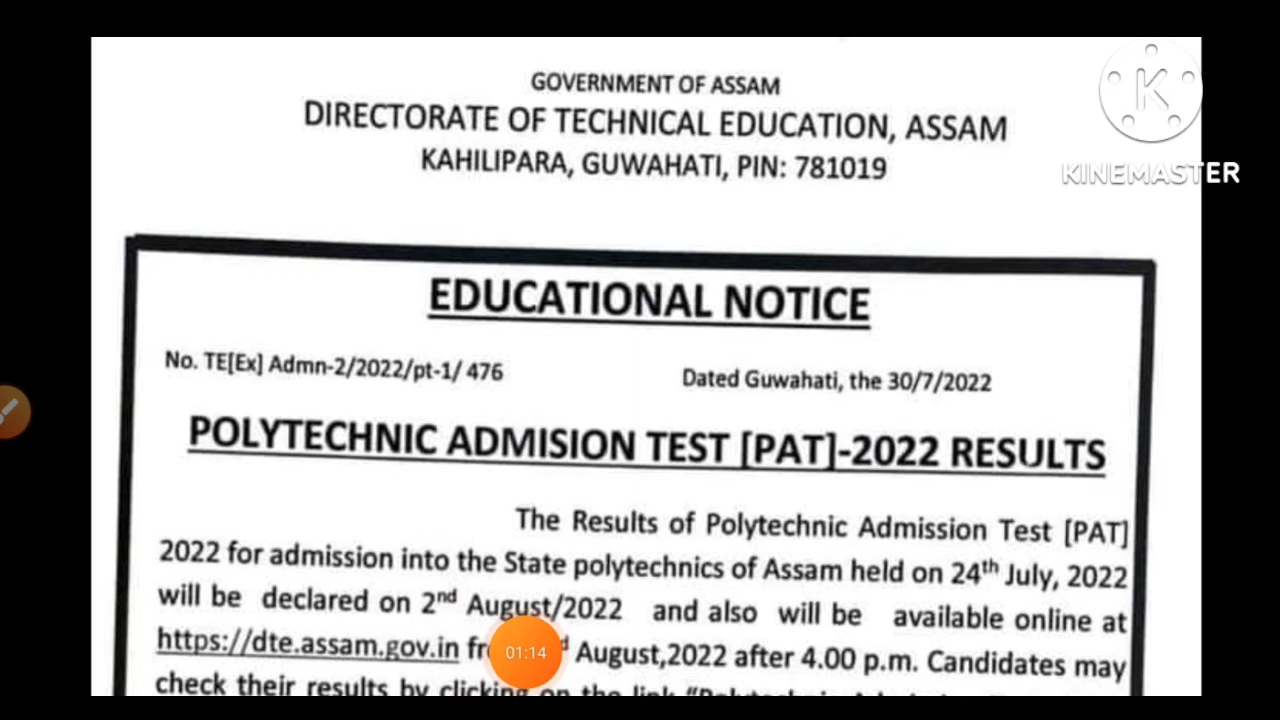 GOVERNMENT OF ASSAM
DIRECTORATE OF TECHNICAL EDUCATION, ASSAM
KAHILIPARA, GUWAHATI, PIN: 781019
K
KINEMASTER
EDUCATIONAL NOTICE
No. TE[Ex] Admn-2/2022/pt-1/ 476 Dated Guwahati, the 30/7/2022
POLYTECHNIC ADMISION TEST [PAT]-2022 RESULTS
The Results of Polytechnic Admission Test [PAT]
2022 for admission into the State polytechnics of Assam held on 24th July, 2022
will be declared on 2nd August/2022 and also will be available online at
https://dte.assam.gov.in August,2022 after 4.00 p.m. Candidates may
01:14
check their results by clicking on the link